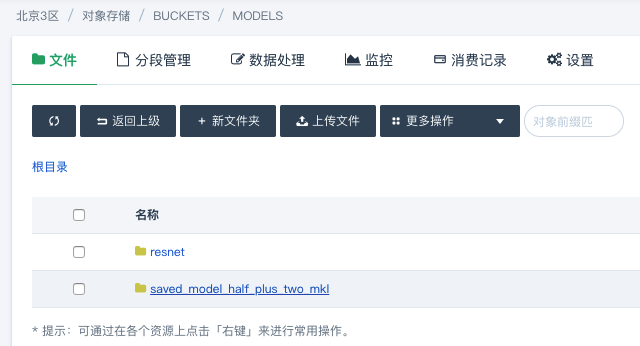 北京3区 / 对象存储 / BUCKETS / MODELS
文件 分段管理 数据处理 监控 消费记录 设置
返回上级 + 新文件夹 上传文件 更多操作 对象前缀匹
根目录
名称
resnet
saved_model_half_plus_two_mkl
* 提示：可通过在各个资源上点击「右键」来进行常用操作。